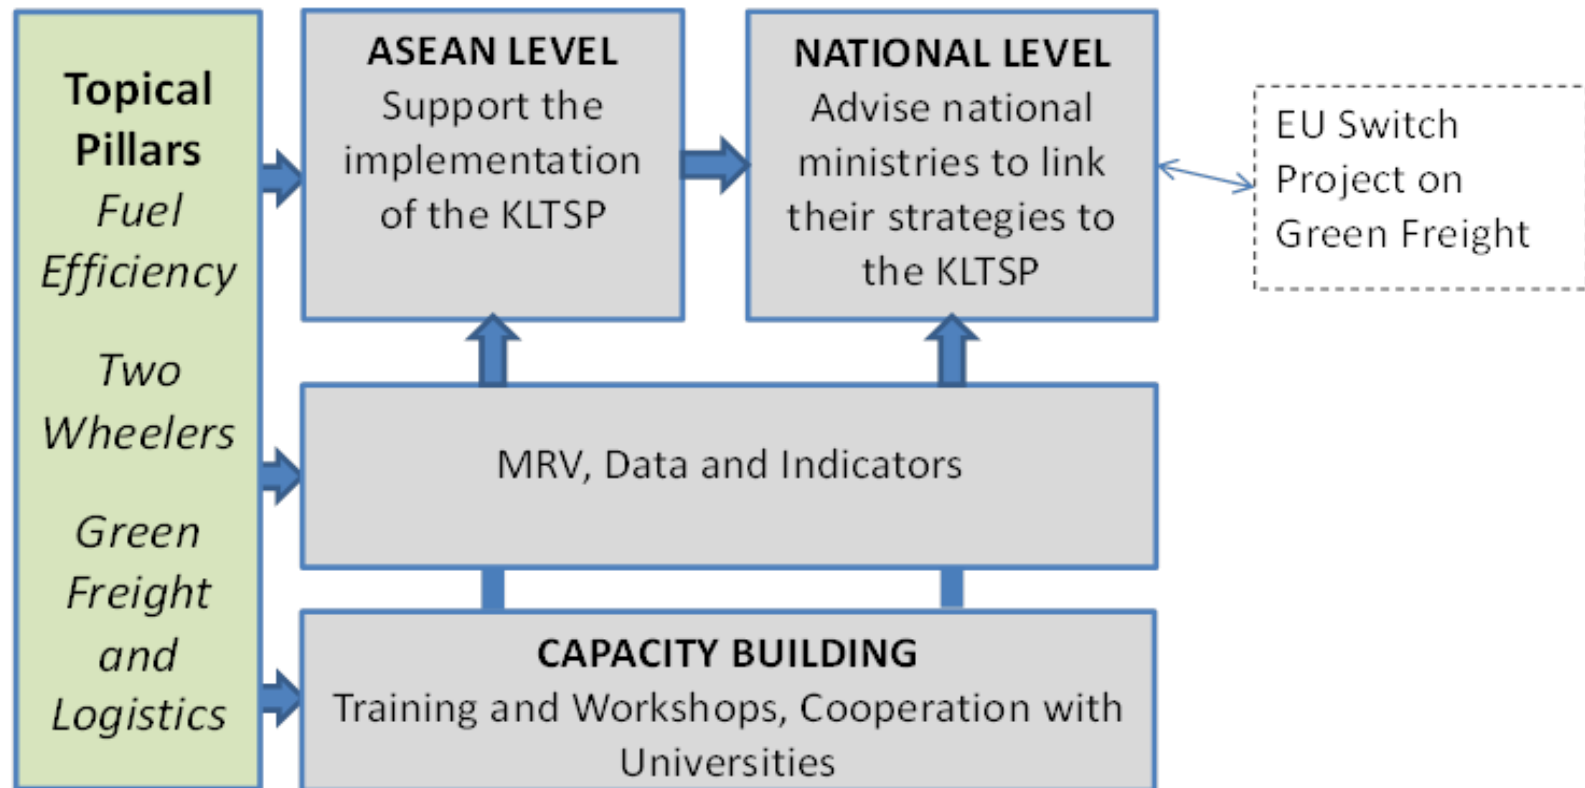 Topical
Pillars
Fuel
Efficiency
Two
Wheelers
Green
Freight
and
Logistics
ASEAN LEVEL
Support the
implementation
of the KLTSP
NATIONAL LEVEL
Advise national
ministries to link
their strategies to
the KLTSP
EU Switch
Project on
Green Freight
MRV, Data and Indicators
CAPACITY BUILDING
Training and Workshops, Cooperation with
Universities